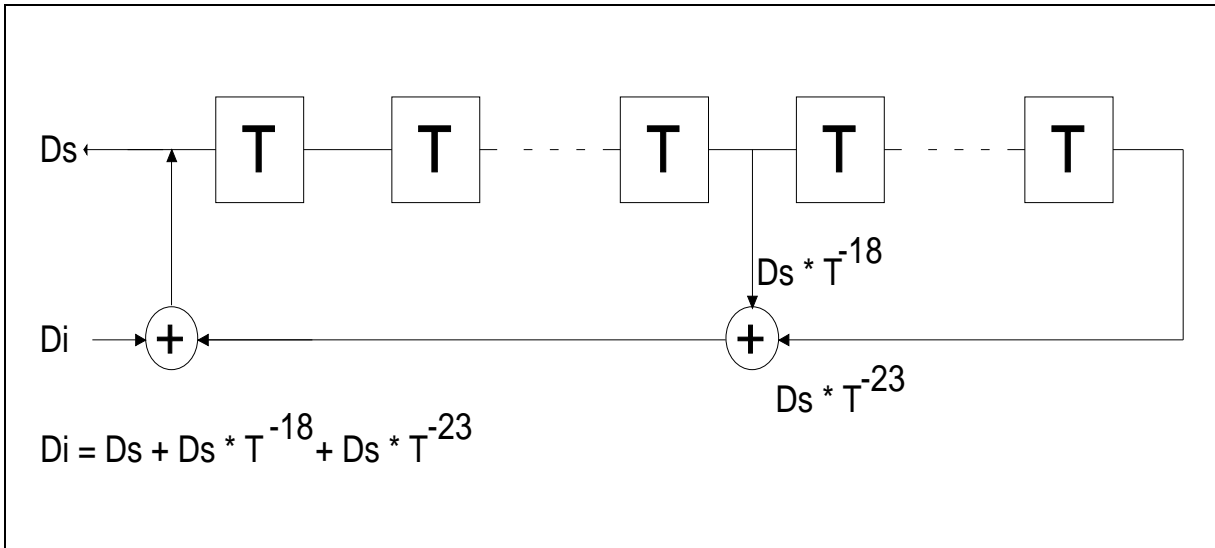 Ds T T T T T
Ds * T⁻¹⁸
Di + +
Ds * T⁻²³
Di = Ds + Ds * T⁻¹⁸ + Ds * T⁻²³